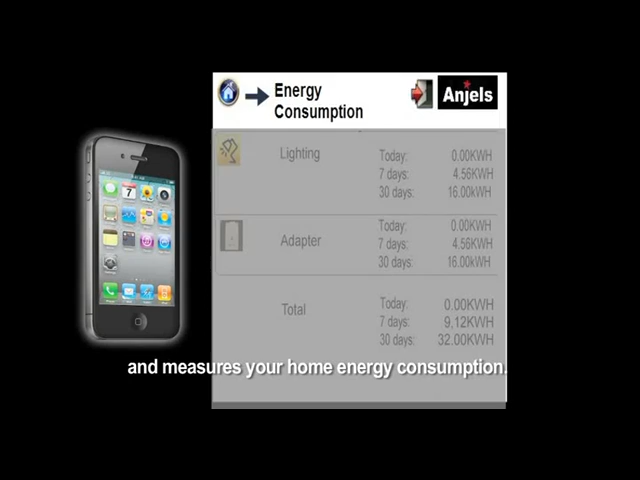 Energy
Consumption
Anjels
Lighting
Today: 0.00KWH
7 days: 4.56KWH
30 days: 16.00KWH
Adapter
Today: 0.00KWH
7 days: 4.56KWH
30 days: 16.00KWH
Total
Today: 0.00KWH
7 days: 9.12KWH
30 days: 32.00KWH
and measures your home energy consumption.